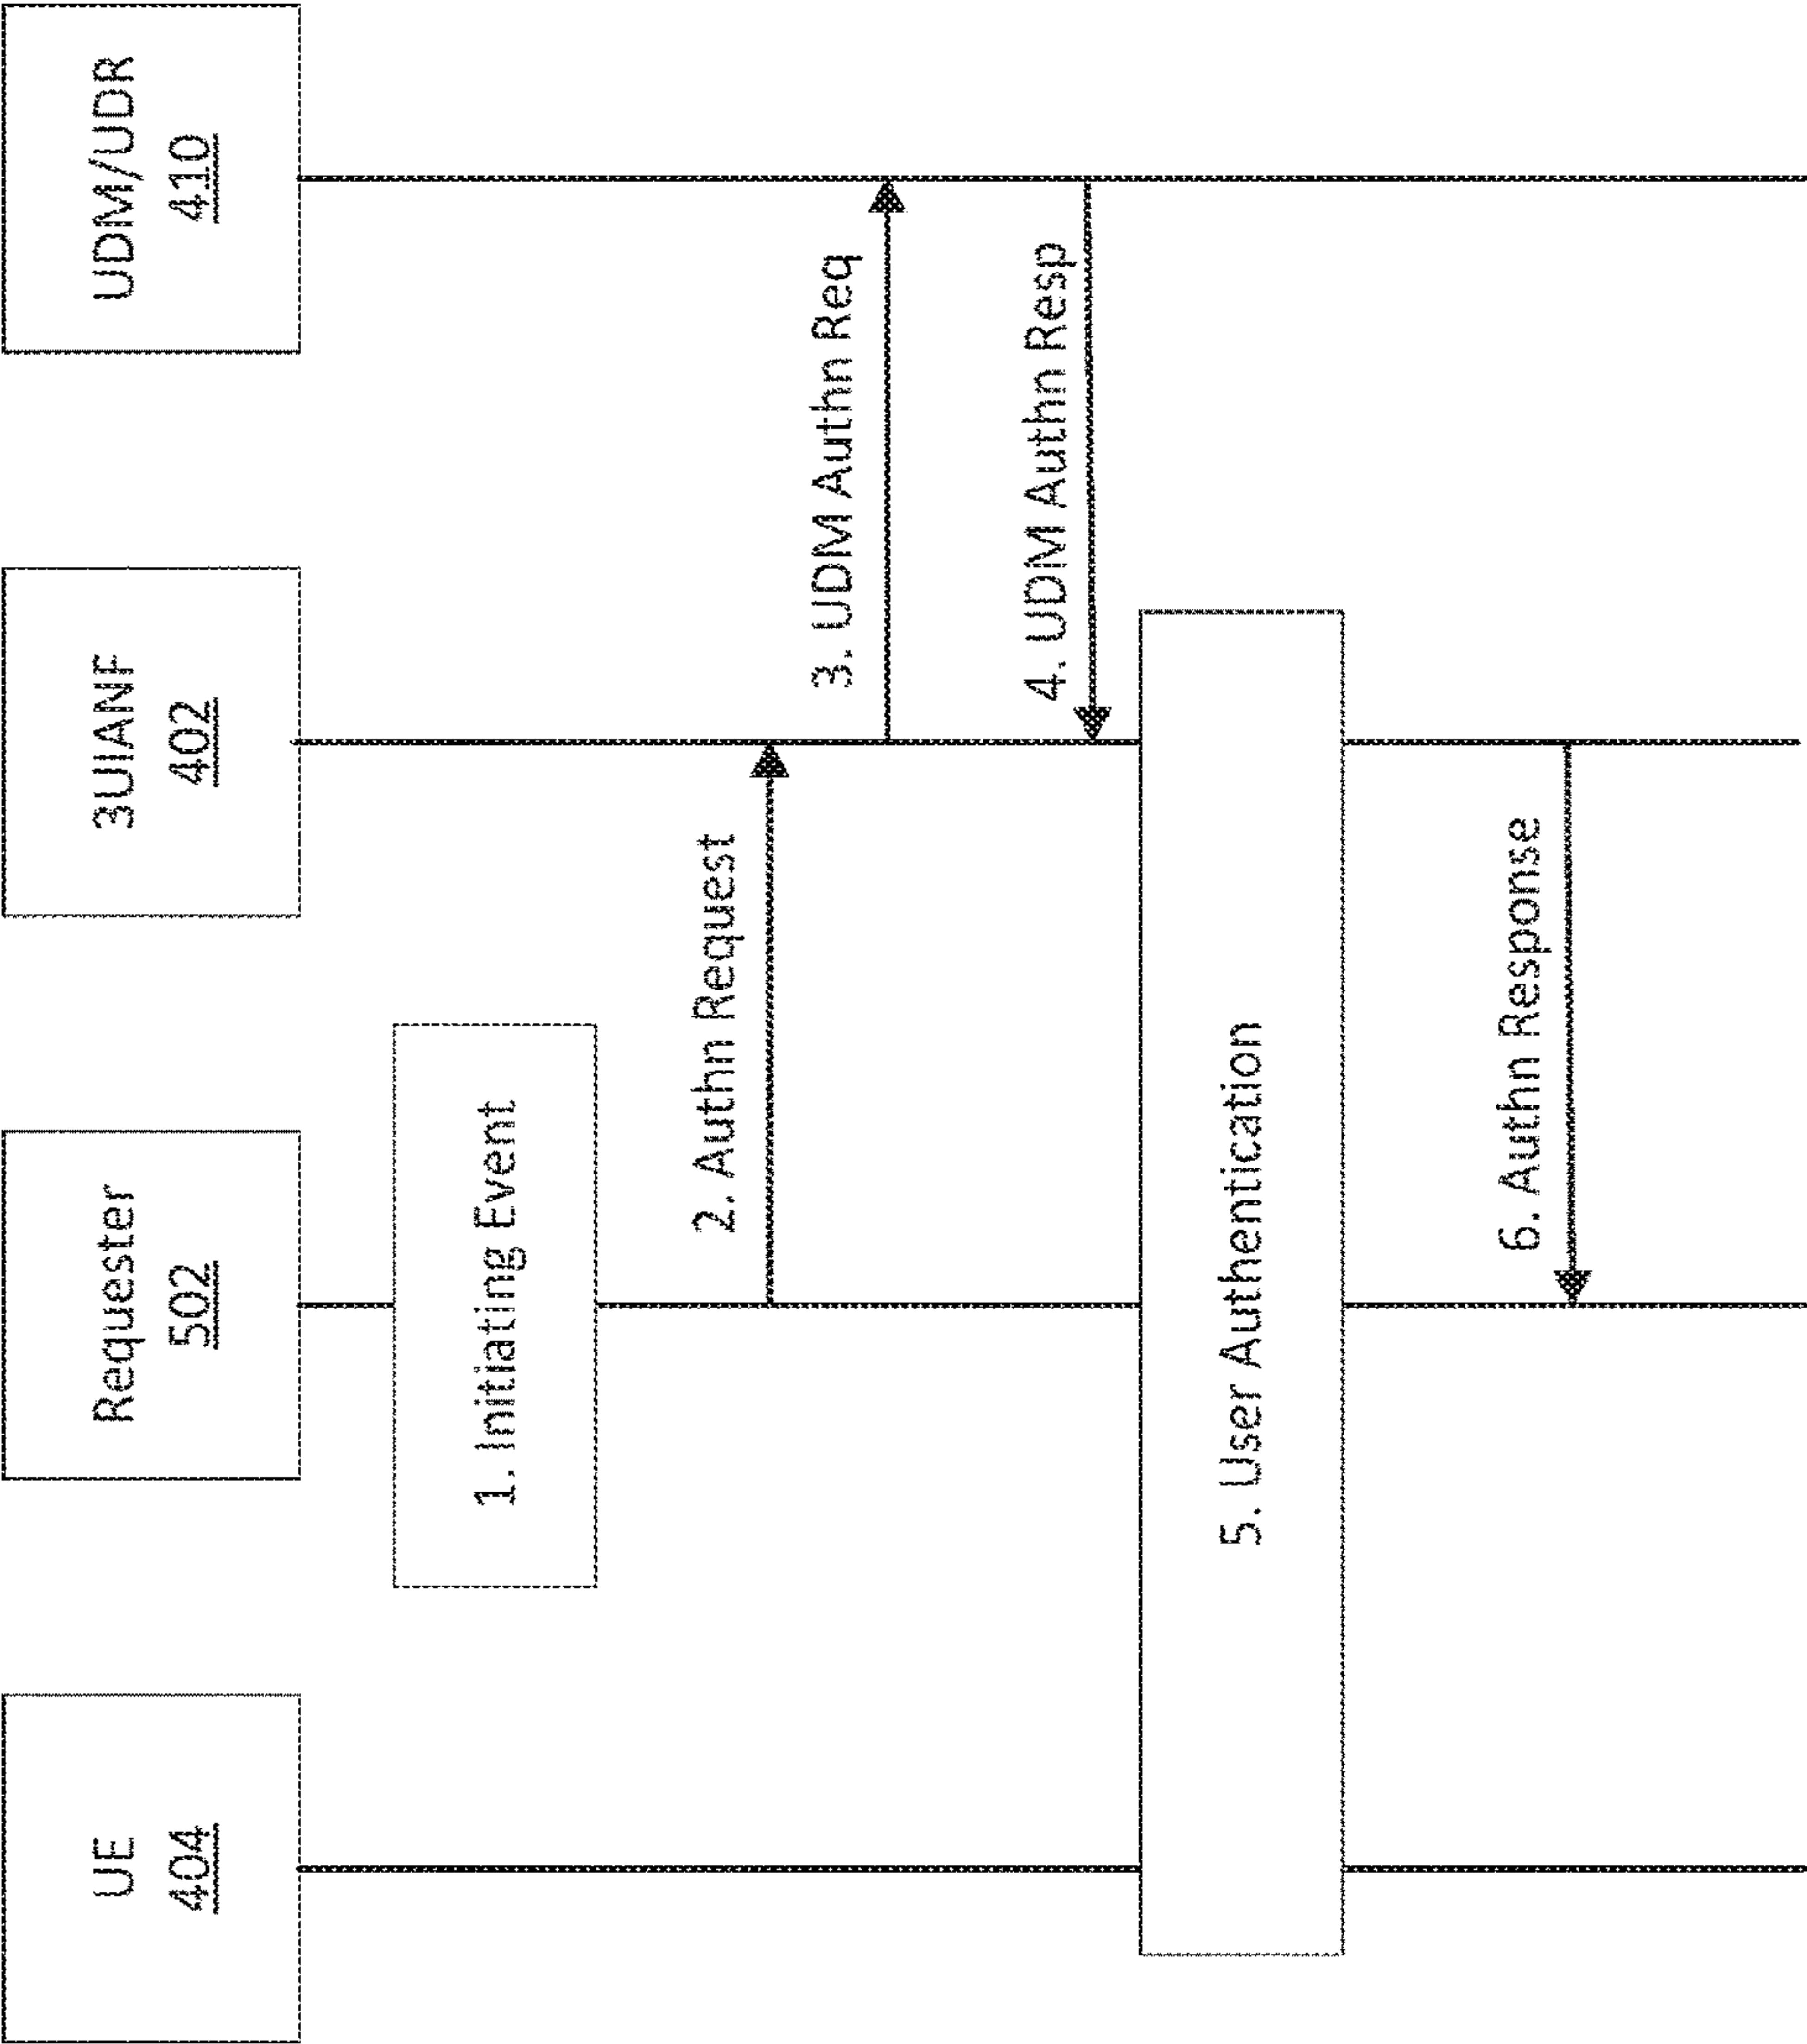 UE
404
Requester
502
3UIANF
402
UDM/UDR
410
1. Initiating Event
2. Authn Request
3. UDM Authn Req
4. UDM Authn Resp
5. User Authentication
6. Authn Response